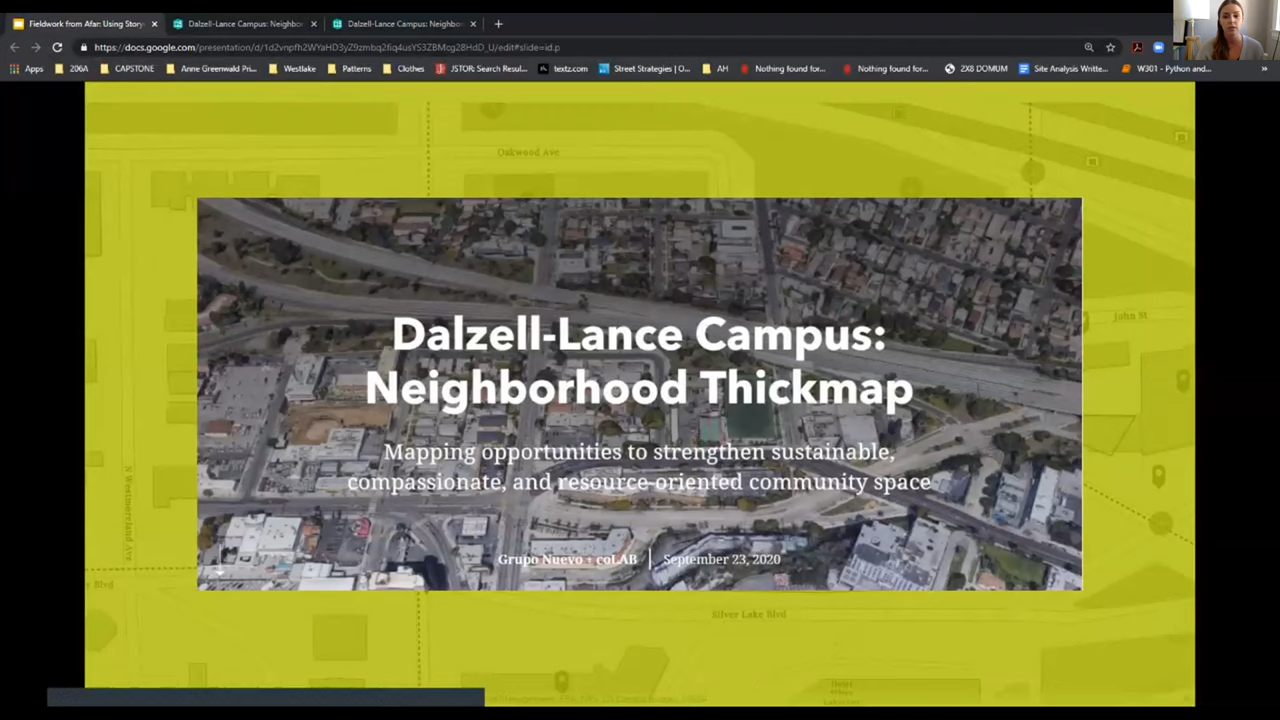 Fieldwork from Afar: Using Story
Dalzell-Lance Campus: Neighbor
Dalzell-Lance Campus: Neighbor
https://docs.google.com/presentation/d/1d2vnpfh2WYaHD3yZ9zmbq2fiq4usYS3ZBMcg28HdD_U/edit#slide=id.p
Apps
206A
CAPSTONE
Anne Greenwald Pri...
Westlake
Patterns
Clothes
JSTOR: Search Resul...
textz.com
Street Strategies | O...
AH
Nothing found for...
Nothing found for...
2X8 DOMUM
Site Analysis Writte...
W301 - Python and...
Oakwood Ave
John St
Dalzell-Lance Campus:
Neighborhood Thickmap
Mapping opportunities to strengthen sustainable,
compassionate, and resource-oriented community space
Grupo Nuevo + coLAB | September 23, 2020
N Westmoreland Ave
Blvd
Silver Lake Blvd